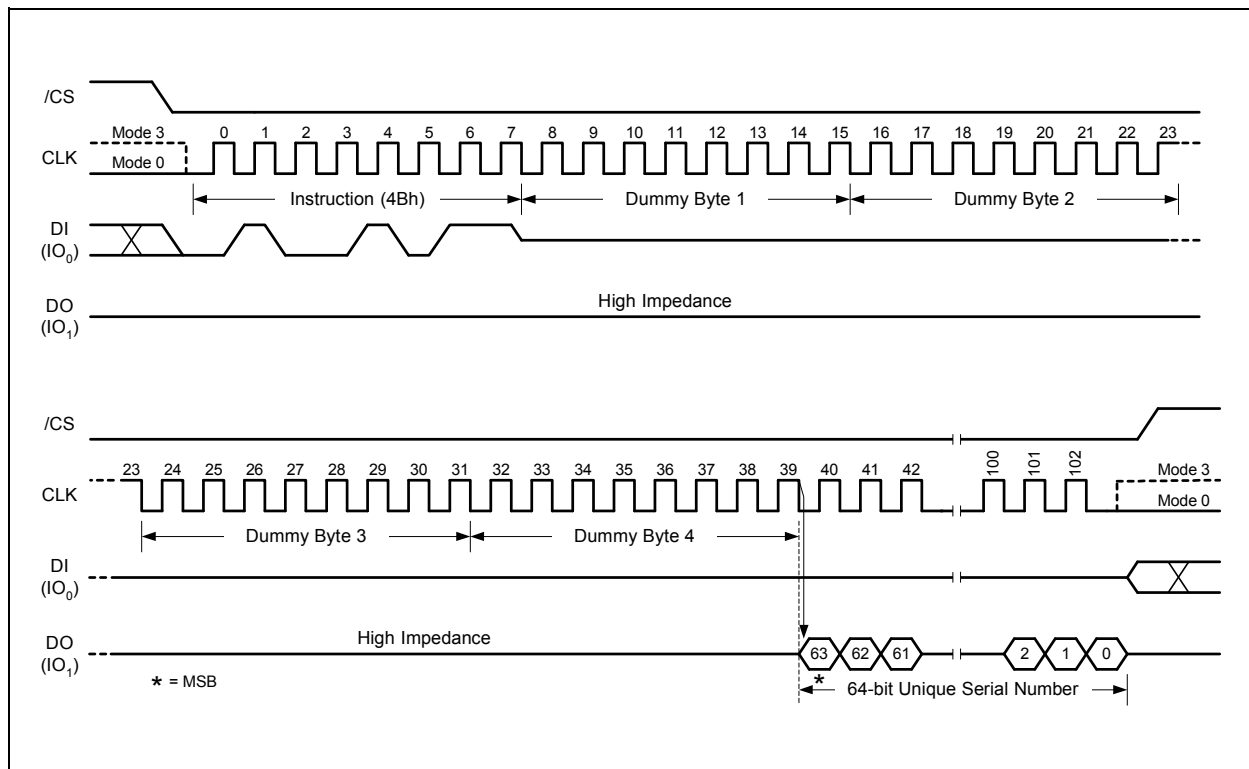 /CS
Mode 3 0 1 2 3 4 5 6 7 8 9 10 11 12 13 14 15 16 17 18 19 20 21 22 23
CLK Mode 0
Instruction (4Bh) Dummy Byte 1 Dummy Byte 2
DI
(IO0)
High Impedance
DO
(IO1)
/CS
23 24 25 26 27 28 29 30 31 32 33 34 35 36 37 38 39 40 41 42 100 101 102 Mode 3
CLK Mode 0
Dummy Byte 3 Dummy Byte 4
DI
(IO0)
DO High Impedance
(IO1) 63 62 61 2 1 0
* = MSB * 64-bit Unique Serial Number